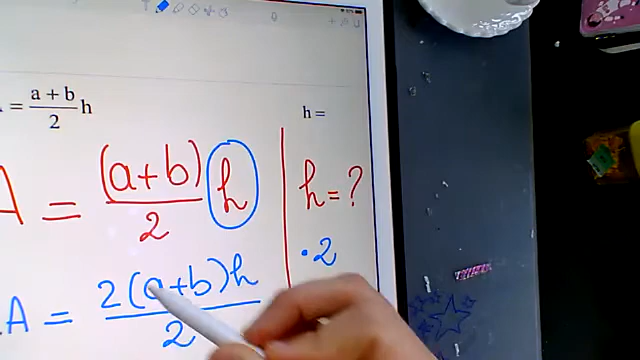 = a + b / 2 h
h =
A = (a+b) / 2 h
h = ?
· 2
A = 2(a+b)h / 2